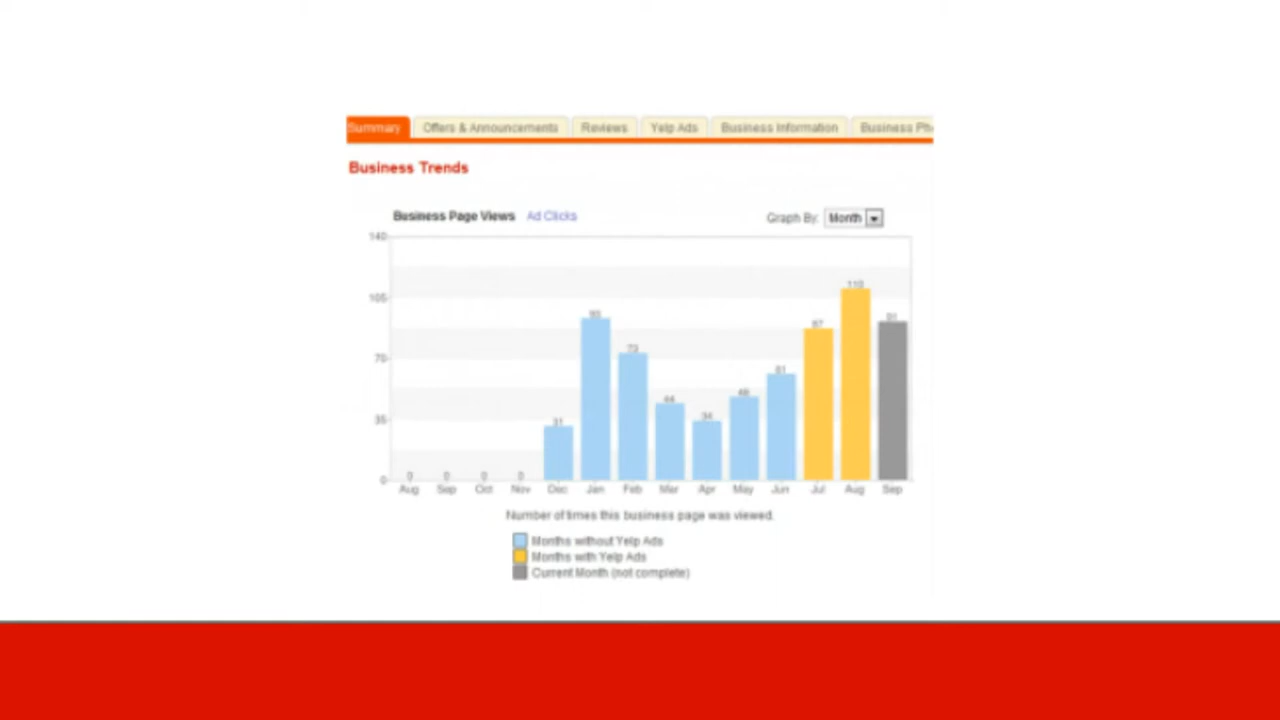 Summary Offers & Announcements Reviews Yelp Ads Business Information Business Ph
Business Trends
Business Page Views Ad Clicks Graph By: Month
140
110
105
93 87 91
73
70
61
48
44
35
31 34
0 0 0 0 0
Aug Sep Oct Nov Dec Jan Feb Mar Apr May Jun Jul Aug Sep
Number of times this business page was viewed.
Months without Yelp Ads
Months with Yelp Ads
Current Month (not complete)